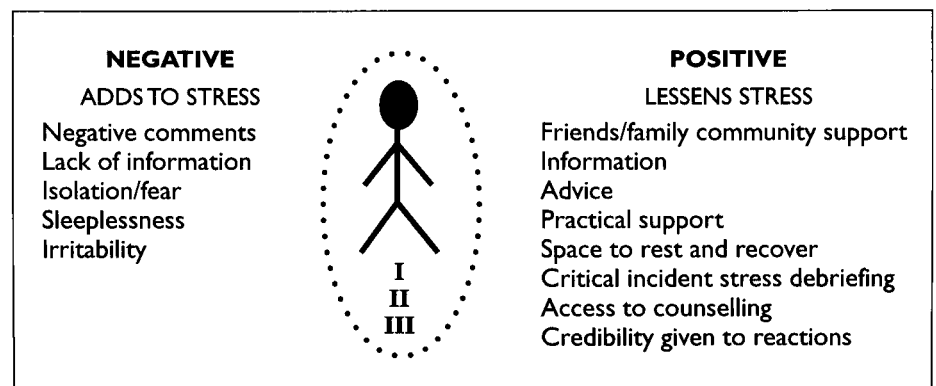 NEGATIVE
ADDS TO STRESS
Negative comments
Lack of information
Isolation/fear
Sleeplessness
Irritability
I
II
III
POSITIVE
LESSENS STRESS
Friends/family community support
Information
Advice
Practical support
Space to rest and recover
Critical incident stress debriefing
Access to counselling
Credibility given to reactions